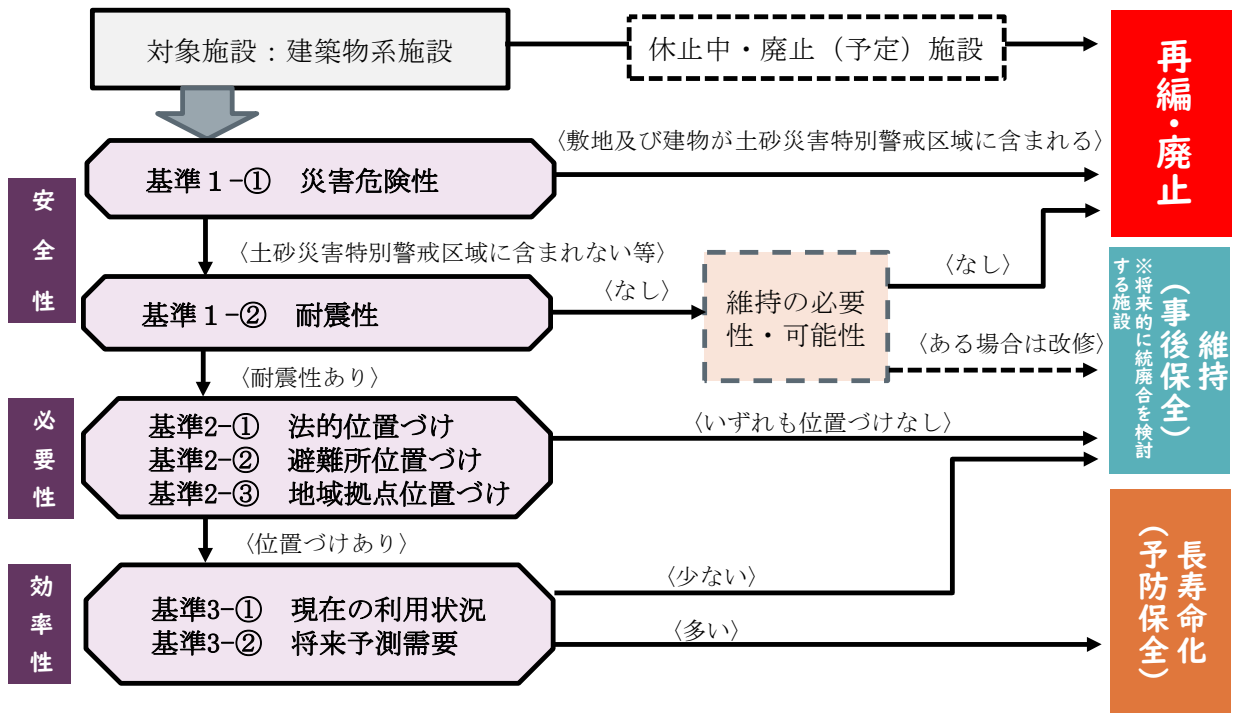 対象施設：建築物系施設
休止中・廃止（予定）施設
再編・廃止
〈敷地及び建物が土砂災害特別警戒区域に含まれる〉
安全性
基準１-① 災害危険性
〈土砂災害特別警戒区域に含まれない等〉
基準１-② 耐震性
〈なし〉
維持の必要
性・可能性
〈なし〉
〈ある場合は改修〉
維持
（事後保全）
※将来的に統廃合を検討
する施設
〈耐震性あり〉
必要性
基準2-① 法的位置づけ
基準2-② 避難所位置づけ
基準2-③ 地域拠点位置づけ
〈いずれも位置づけなし〉
〈位置づけあり〉
効率性
基準3-① 現在の利用状況
基準3-② 将来予測需要
〈少ない〉
〈多い〉
長寿命化
（予防保全）